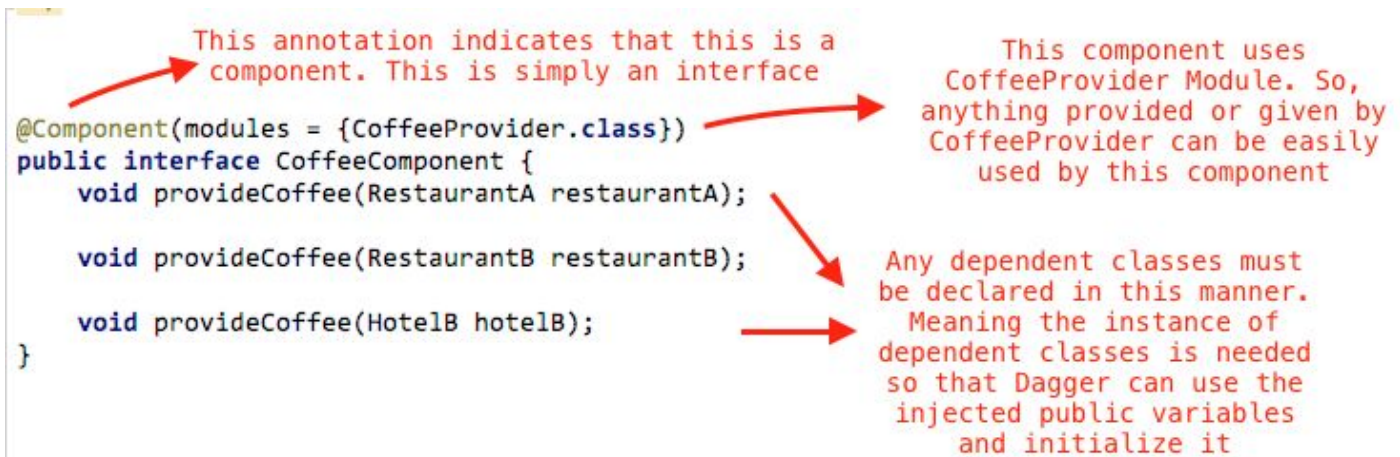 This annotation indicates that this is a
component. This is simply an interface
This component uses
CoffeeProvider Module. So,
anything provided or given by
CoffeeProvider can be easily
used by this component
@Component(modules = {CoffeeProvider.class})
public interface CoffeeComponent {
    void provideCoffee(RestaurantA restaurantA);
    void provideCoffee(RestaurantB restaurantB);
    void provideCoffee(HotelB hotelB);
}
Any dependent classes must
be declared in this manner.
Meaning the instance of
dependent classes is needed
so that Dagger can use the
injected public variables
and initialize it